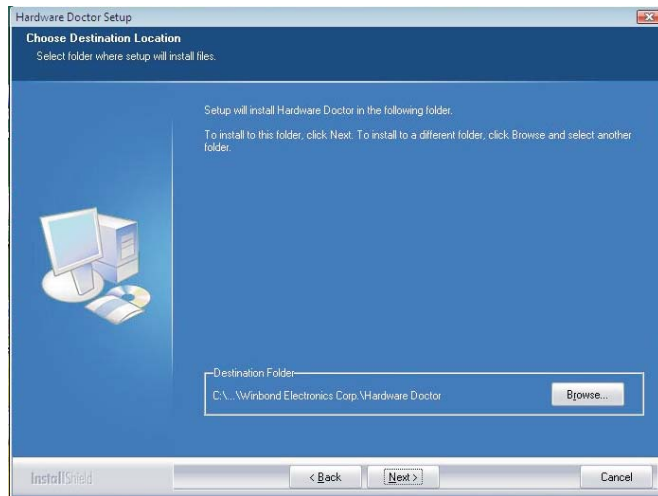 Hardware Doctor Setup
Choose Destination Location
Select folder where setup will install files.
Setup will install Hardware Doctor in the following folder.
To install to this folder, click Next. To install to a different folder, click Browse and select another
folder.
Destination Folder
C:\...\Winbond Electronics Corp.\Hardware Doctor
Browse...
InstallShield
< Back
Next >
Cancel